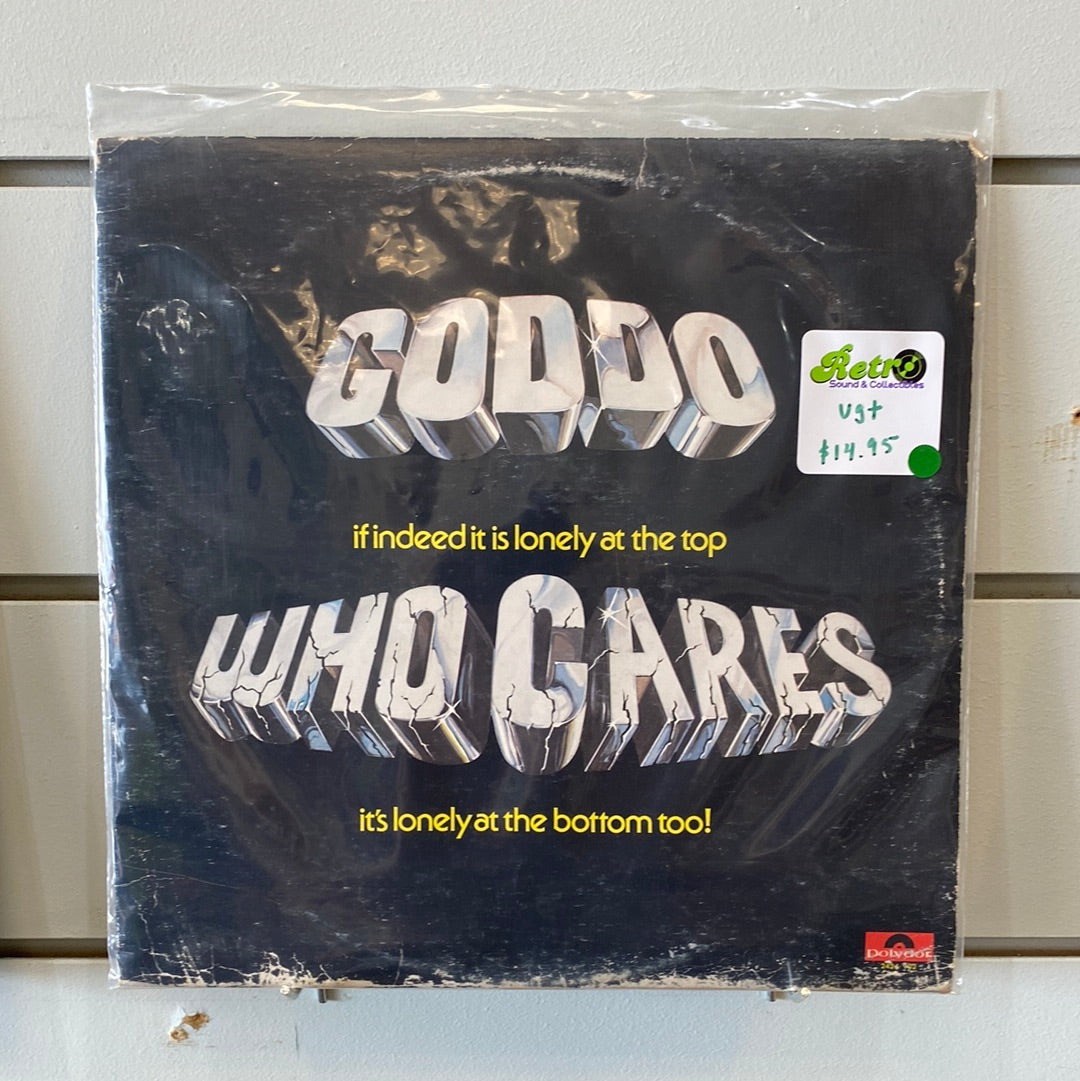 GODDO
Retro
Sound & Collectibles
vg+
$14.95
if indeed it is lonely at the top
WHO CARES
it's lonely at the bottom too!
Polydor